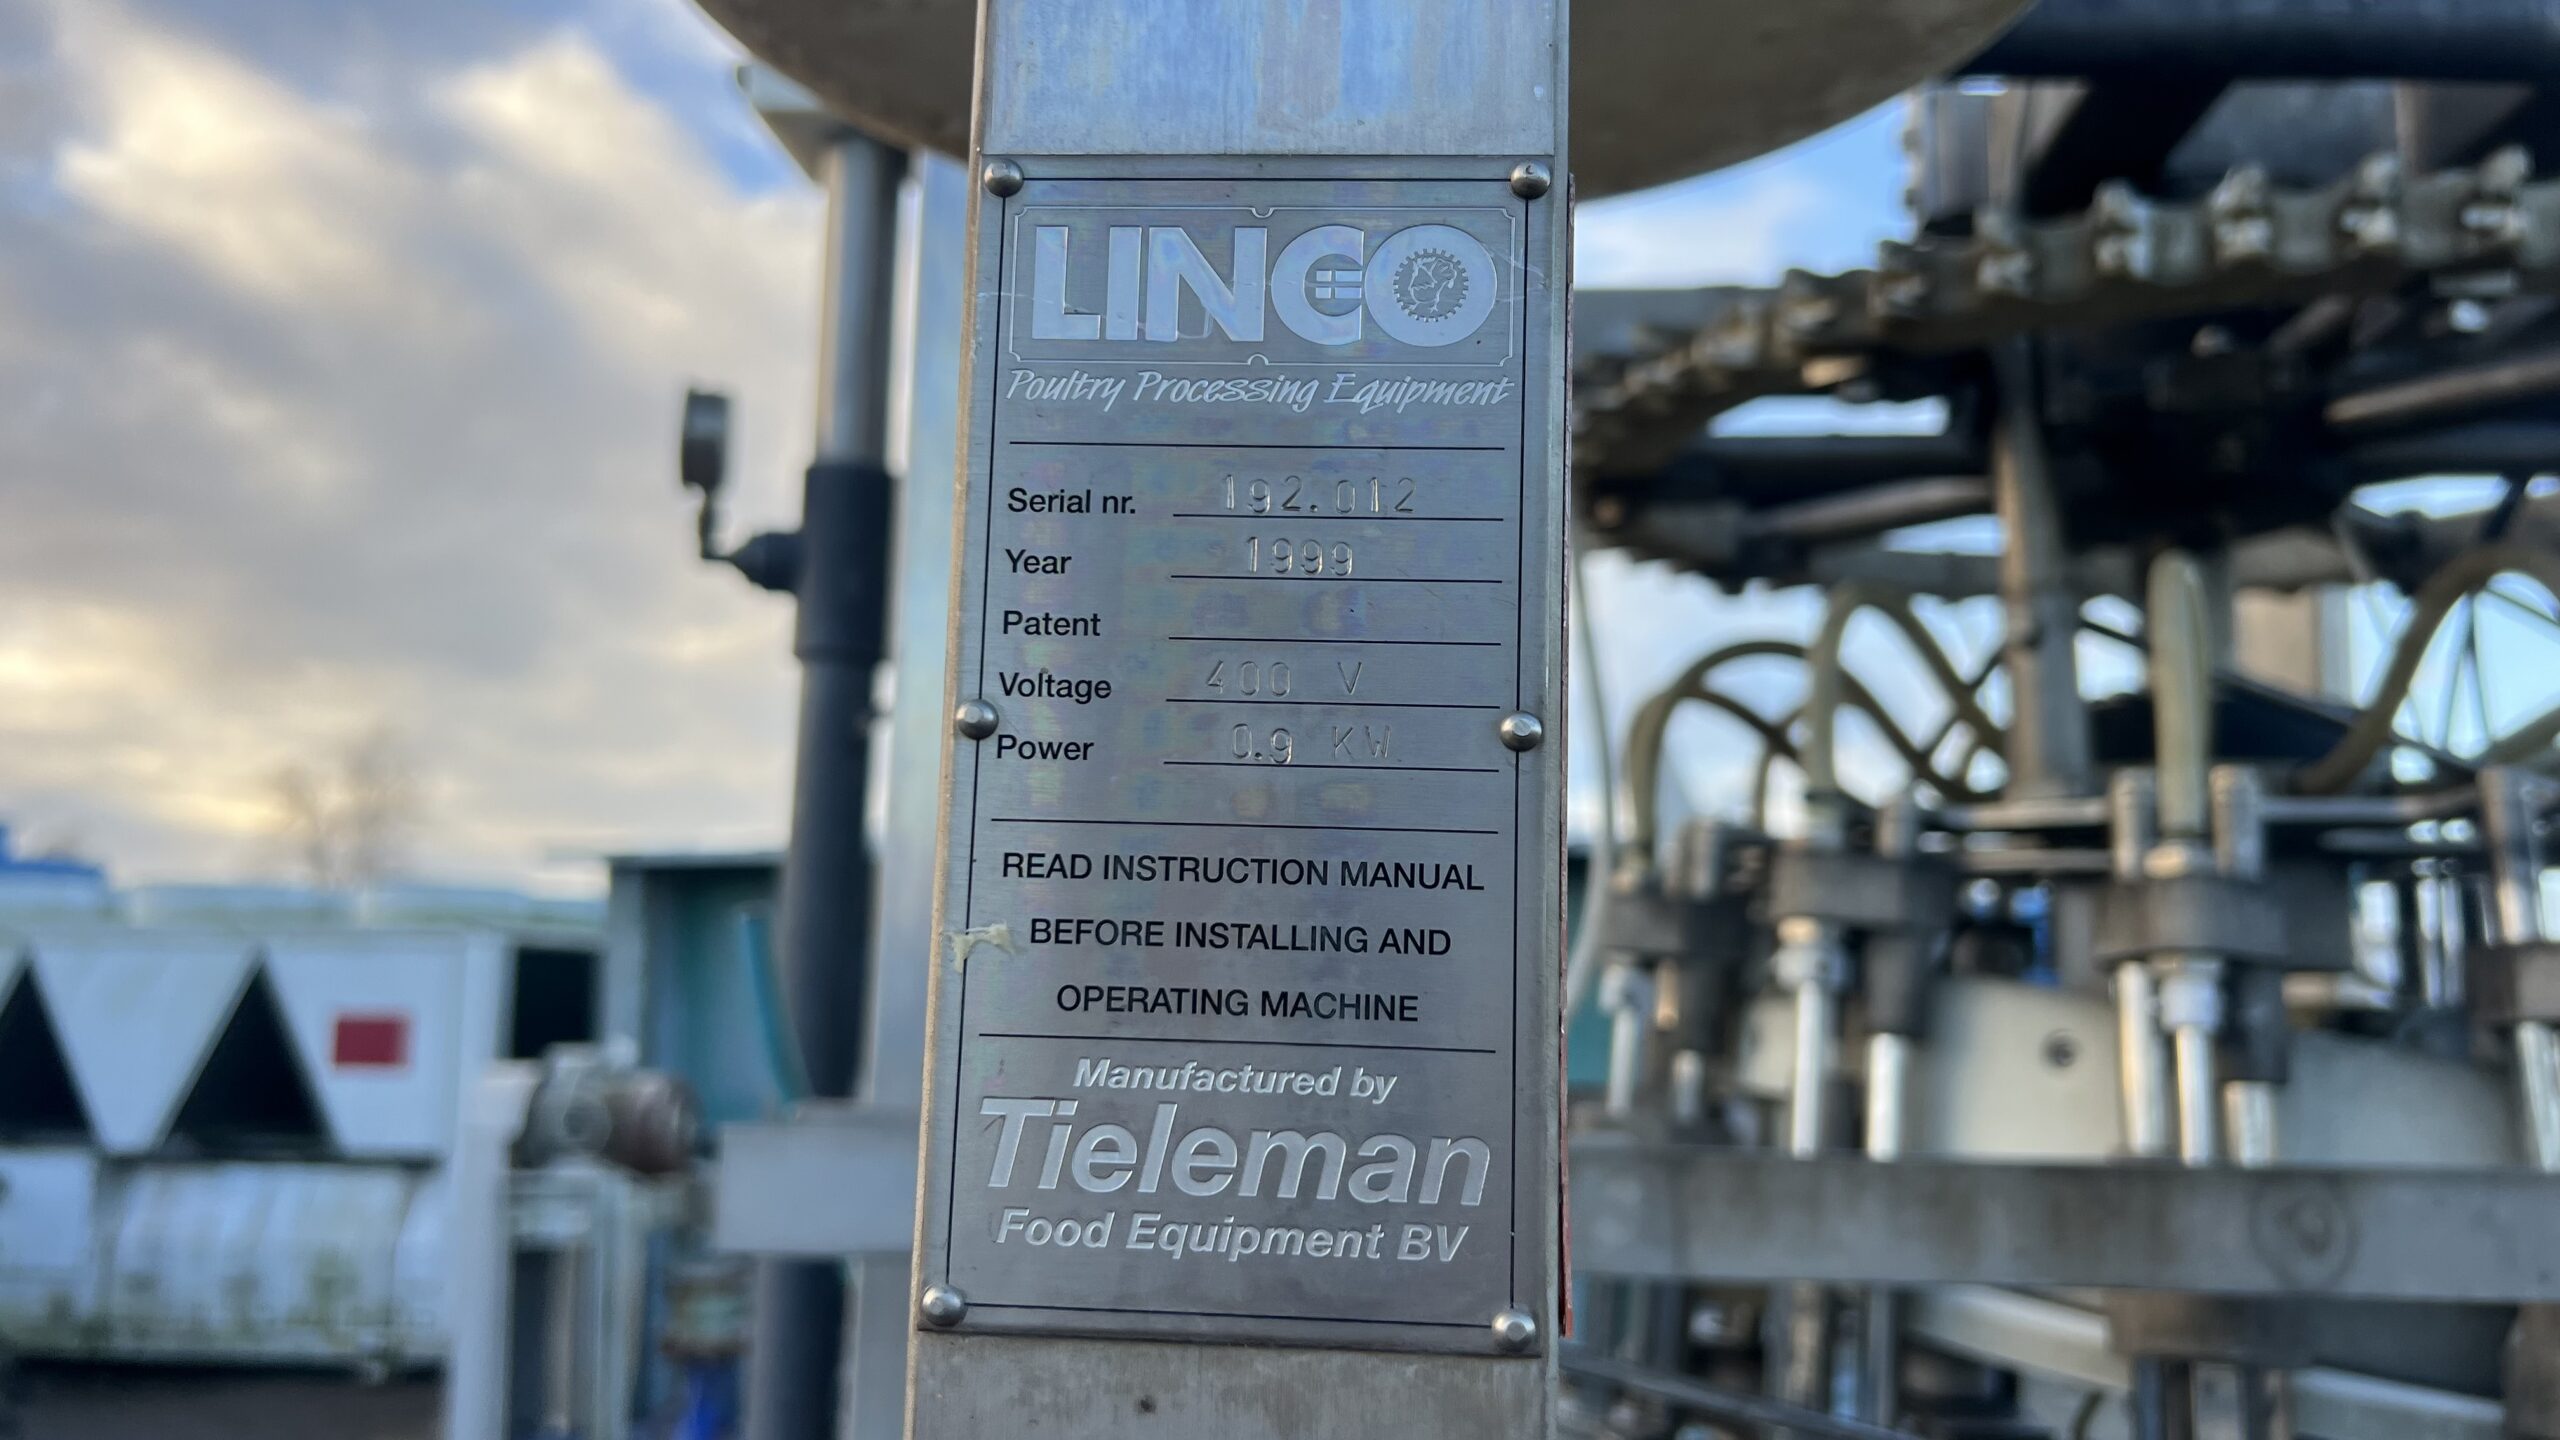 LINCO
Poultry Processing Equipment
Serial nr. 192.012
Year 1999
Patent
Voltage 400 V
Power 0.9 KW
READ INSTRUCTION MANUAL
BEFORE INSTALLING AND
OPERATING MACHINE
Manufactured by
Tieleman
Food Equipment BV